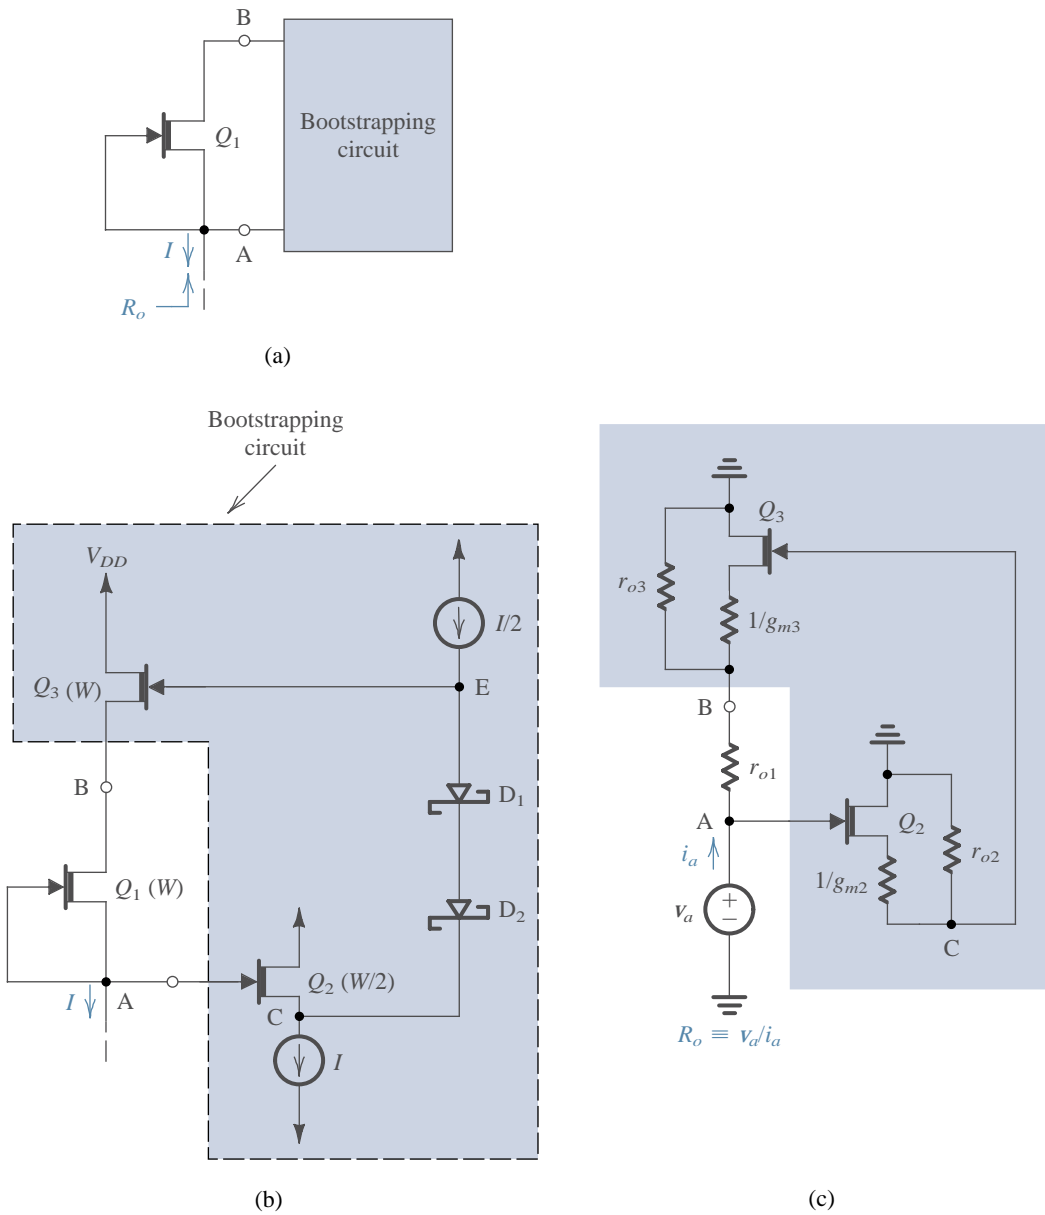 B
Bootstrapping
circuit
Q1
I
A
Ro
(a)
Bootstrapping
circuit
VDD
I/2
Q3 (W)
E
B
D1
Q1 (W)
D2
Q2 (W/2)
I
A
C
I
(b)
Q3
ro3
1/gm3
B
ro1
A
Q2
ia
ro2
1/gm2
va
+
−
C
Ro ≡ va/ia
(c)